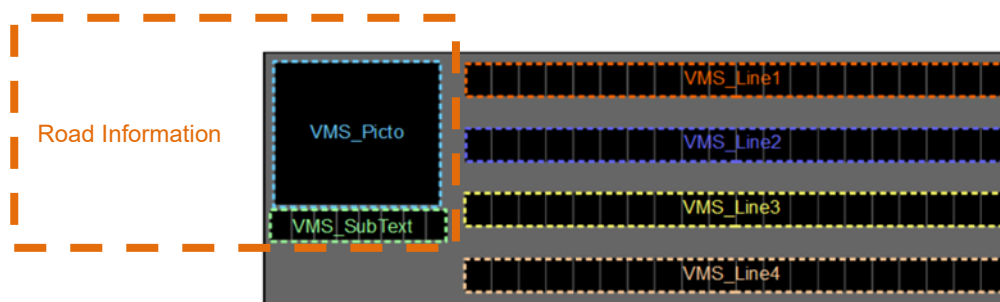 Road Information
VMS_Picto
VMS_SubText
VMS_Line1
VMS_Line2
VMS_Line3
VMS_Line4